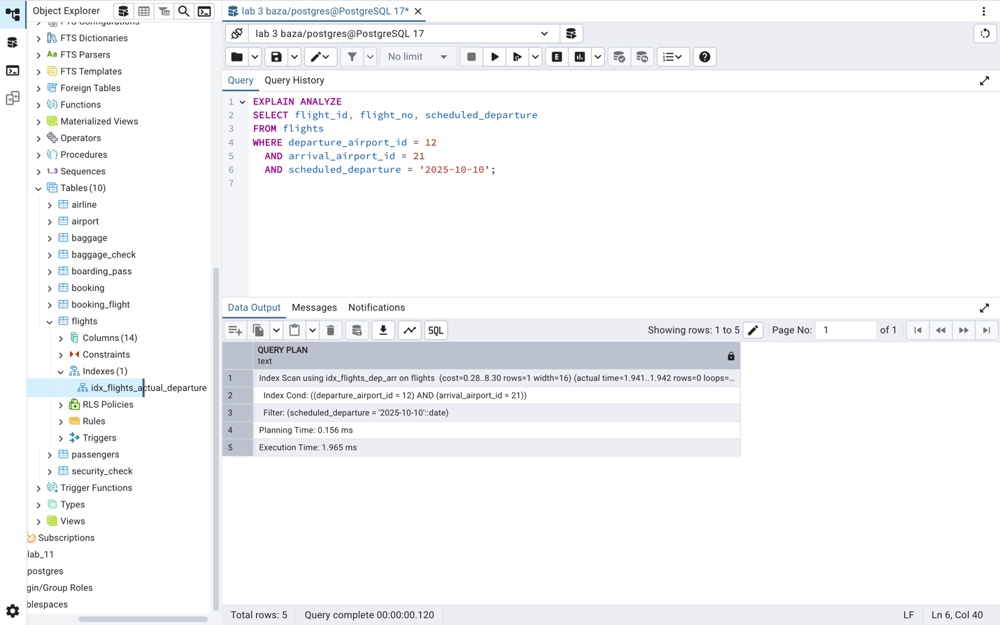 Object Explorer
lab 3 baza/postgres@PostgreSQL 17*
lab 3 baza/postgres@PostgreSQL 17
No limit
E
Query
Query History
1
EXPLAIN ANALYZE
2
SELECT flight_id, flight_no, scheduled_departure
3
FROM flights
4
WHERE departure_airport_id = 12
5
AND arrival_airport_id = 21
6
AND scheduled_departure = '2025-10-10';
7
FTS Configurations
FTS Dictionaries
Aa FTS Parsers
FTS Templates
Foreign Tables
Functions
Materialized Views
Operators
Procedures
1..3 Sequences
Tables (10)
airline
airport
baggage
baggage_check
boarding_pass
booking
booking_flight
flights
Columns (14)
Constraints
Indexes (1)
idx_flights_actual_departure
RLS Policies
Rules
Triggers
passengers
security_check
Trigger Functions
Types
Views
Subscriptions
lab_11
postgres
gin/Group Roles
blespaces
Data Output
Messages
Notifications
SQL
Showing rows: 1 to 5
Page No:
1
of 1
QUERY PLAN
text
1
Index Scan using idx_flights_dep_arr on flights (cost=0.28..8.30 rows=1 width=16) (actual time=1.941..1.942 rows=0 loops=...
2
Index Cond: ((departure_airport_id = 12) AND (arrival_airport_id = 21))
3
Filter: (scheduled_departure = '2025-10-10'::date)
4
Planning Time: 0.156 ms
5
Execution Time: 1.965 ms
Total rows: 5
Query complete 00:00:00.120
LF
Ln 6, Col 40